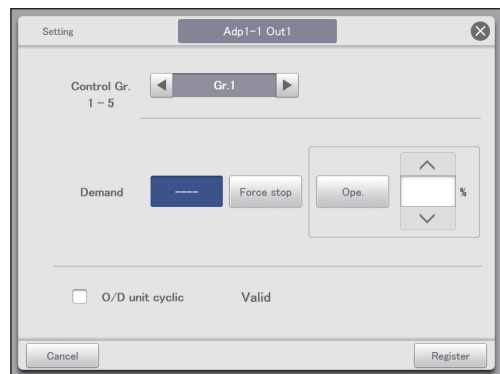 Setting
Adp1-1 Out1
Control Gr.
1 - 5
Gr.1
Demand
----
Force stop
Ope.
%
O/D unit cyclic
Valid
Cancel
Register